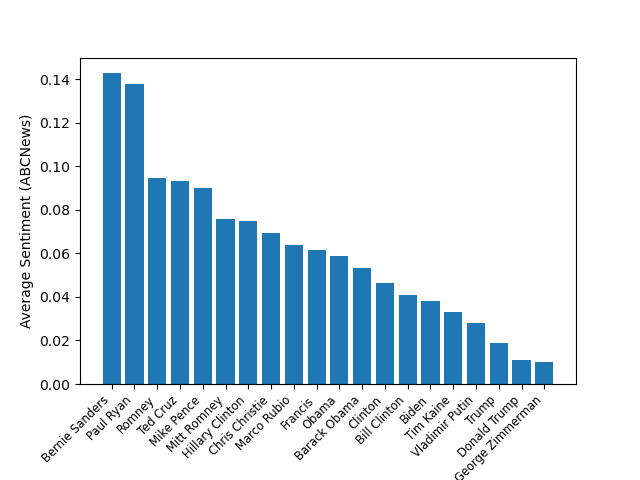 Average Sentiment (ABCNews)
0.14
0.12
0.10
0.08
0.06
0.04
0.02
0.00
Bernie Sanders
Paul Ryan
Romney
Ted Cruz
Mike Pence
Mitt Romney
Hillary Clinton
Chris Christie
Marco Rubio
Francis
Obama
Barack Obama
Clinton
Bill Clinton
Biden
Tim Kaine
Vladimir Putin
Trump
Donald Trump
George Zimmerman